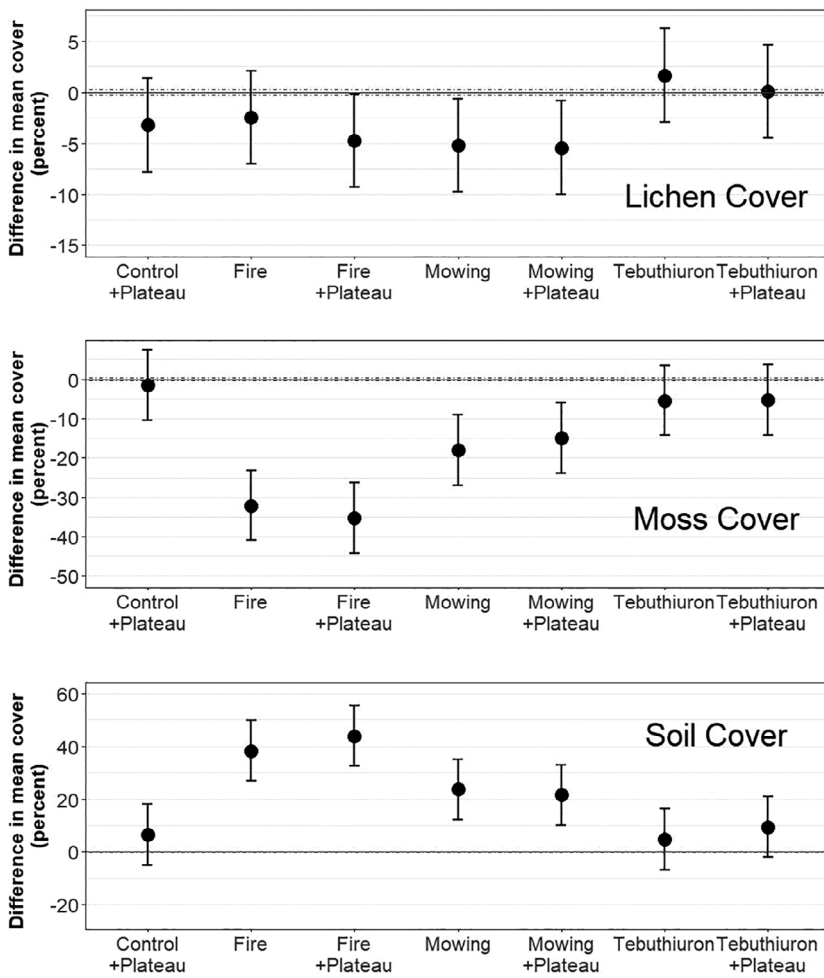 Difference in mean cover
(percent)
5
0
-5
-10
-15
Lichen Cover
Control
+Plateau
Fire
Fire
+Plateau
Mowing
Mowing
+Plateau
Tebuthiuron
Tebuthiuron
+Plateau
Difference in mean cover
(percent)
0
-10
-20
-30
-40
-50
Moss Cover
Control
+Plateau
Fire
Fire
+Plateau
Mowing
Mowing
+Plateau
Tebuthiuron
Tebuthiuron
+Plateau
Difference in mean cover
(percent)
60
40
20
0
-20
Soil Cover
Control
+Plateau
Fire
Fire
+Plateau
Mowing
Mowing
+Plateau
Tebuthiuron
Tebuthiuron
+Plateau